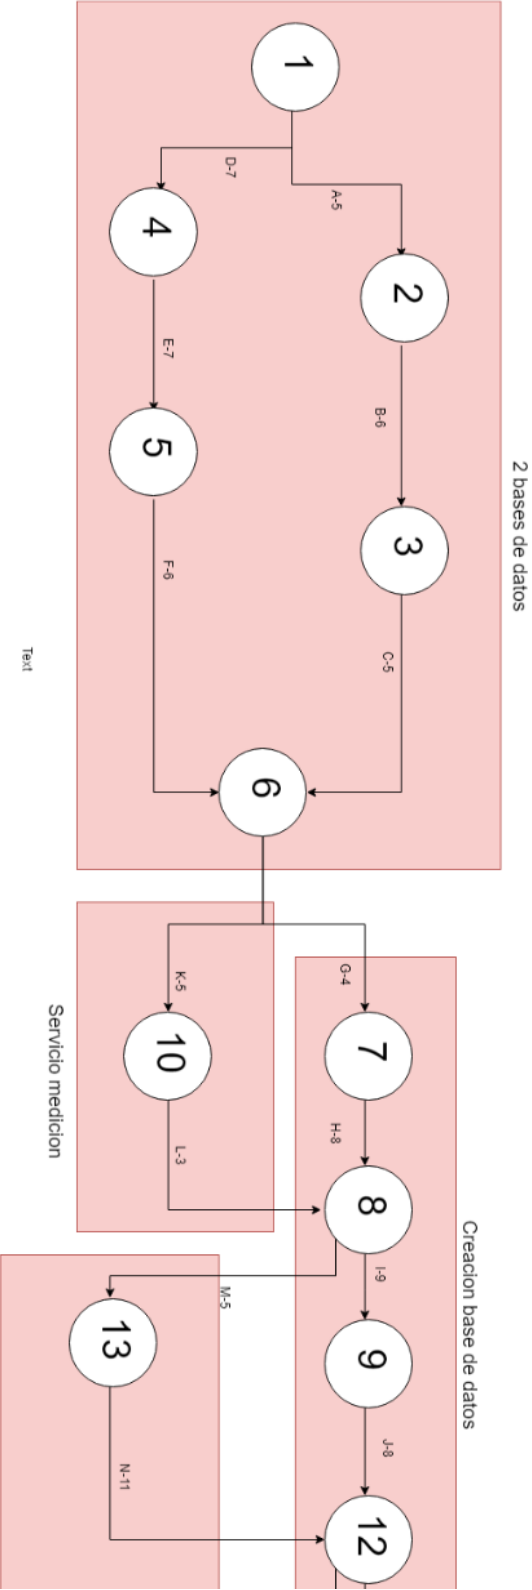 2 bases de datos
1
A-5
D-7
2
4
B-6
E-7
3
5
C-5
F-6
6
Text
Creacion base de datos
G-4
K-5
7
10
H-8
L-3
Servicio medicion
8
I-9
M-5
9
13
J-8
N-11
12